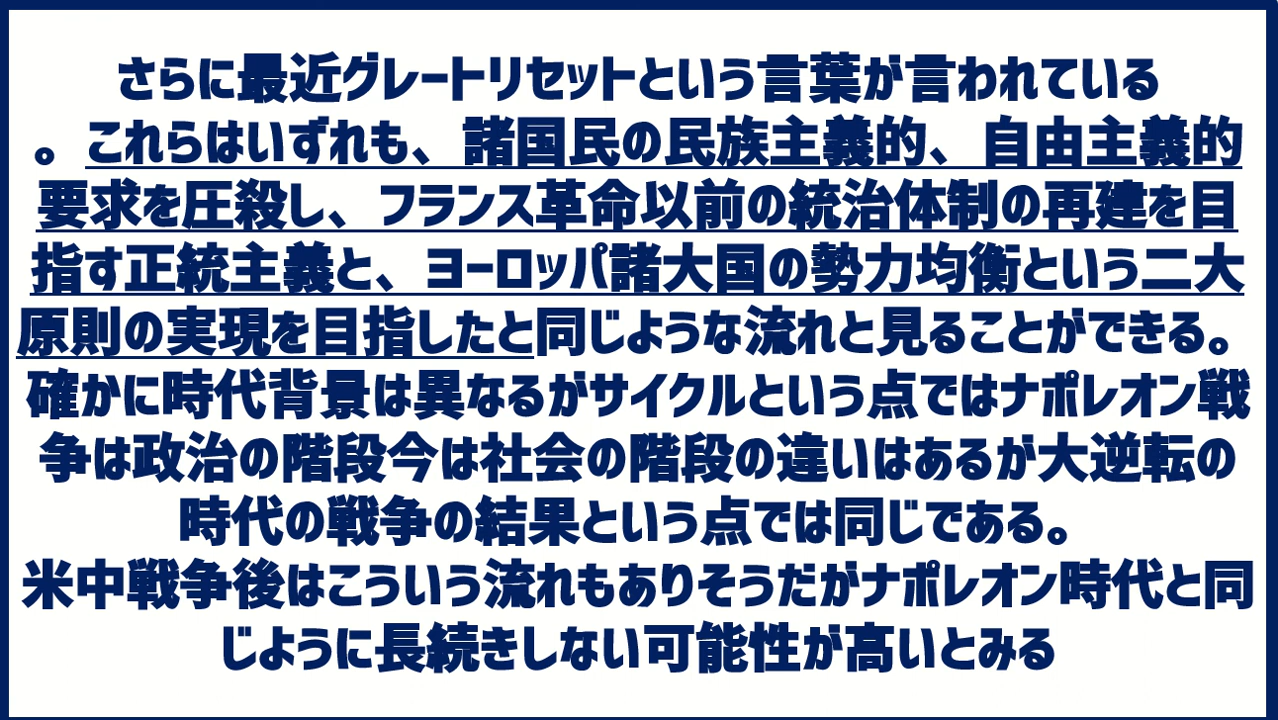 さらに最近グレートリセットという言葉が言われている
。これらはいずれも、諸国民の民族主義的、自由主義的
要求を圧殺し、フランス革命以前の統治体制の再建を目
指す正統主義と、ヨーロッパ諸大国の勢力均衡という二大
原則の実現を目指したと同じような流れと見ることができる。
確かに時代背景は異なるがサイクルという点ではナポレオン戦
争は政治の階段今は社会の階段の違いはあるが大逆転の
時代の戦争の結果という点では同じである。
米中戦争後はこういう流れもありそうだがナポレオン時代と同
じように長続きしない可能性が高いとみる